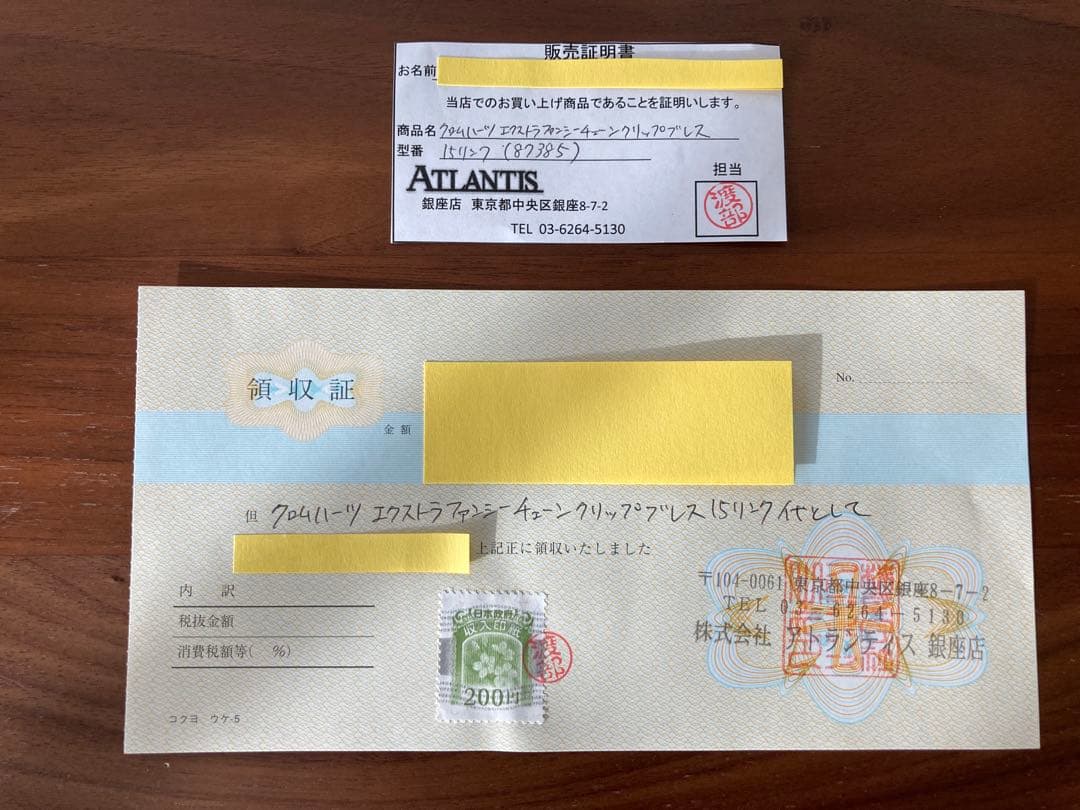 販売証明書
お名前
当店でのお買い上げ商品であることを証明いします。
商品名 クロムハーツ エクストラファンシーチェーンクリップブレス
型番 15リンク (87385)
ATLANTIS
担当
渡部
銀座店 東京都中央区銀座8-7-2
TEL 03-6264-5130
領収証
No.
金額
但 クロムハーツ エクストラファンシーチェーンクリップブレス15リンク代として
上記正に領収いたしました
内 訳
税抜金額
消費税額等( %)
コクヨ ウケ-5
日本政府
収入印紙
200円
渡部
〒104-0061 東京都中央区銀座8-7-2
TEL 03-6264-5130
株式会社 アトランティス 銀座店